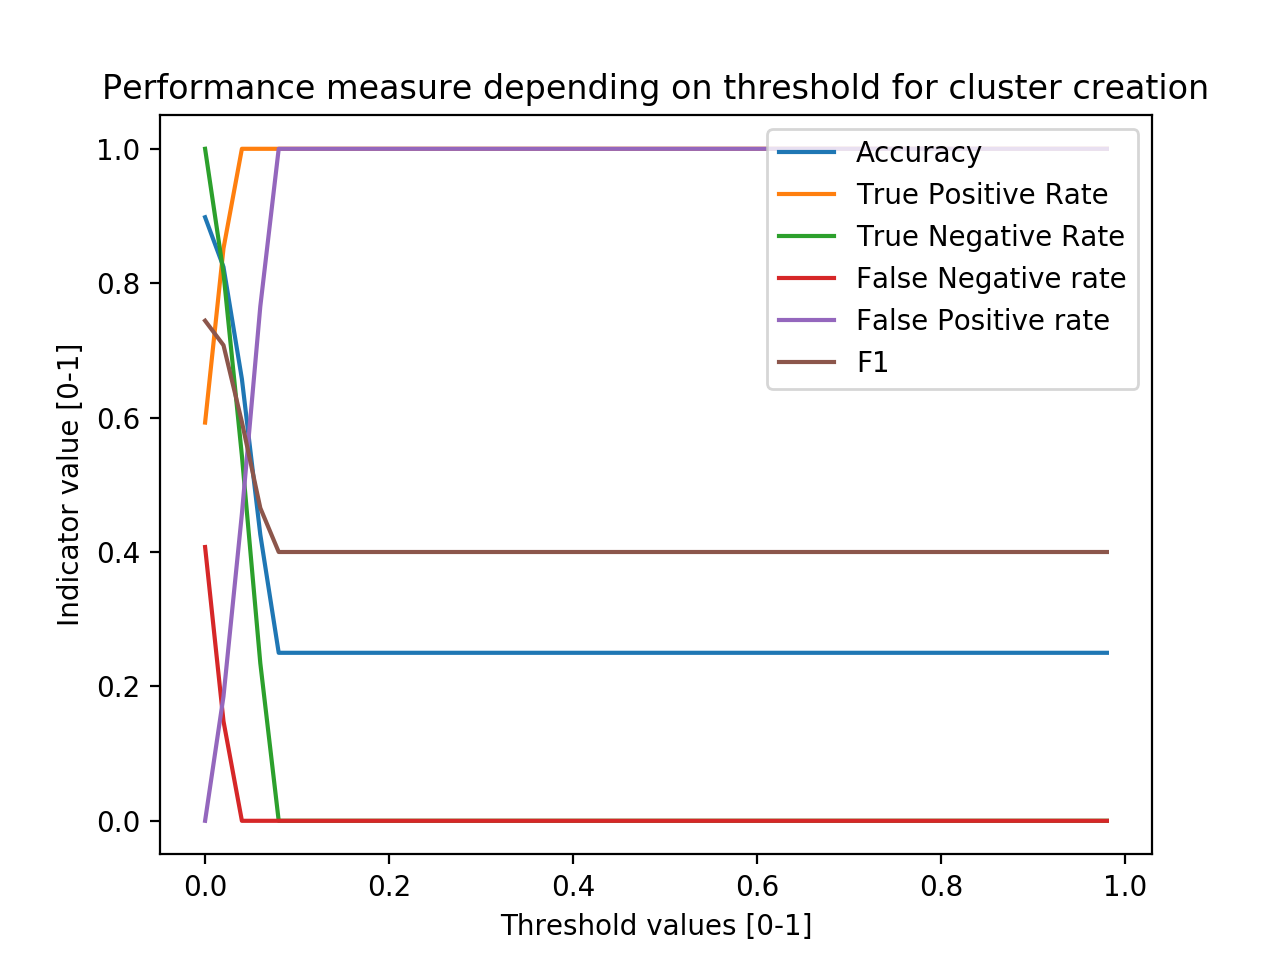 Performance measure depending on threshold for cluster creation
1.0
0.8
0.6
0.4
0.2
0.0
Indicator value [0-1]
Accuracy
True Positive Rate
True Negative Rate
False Negative rate
False Positive rate
F1
0.0 0.2 0.4 0.6 0.8 1.0
Threshold values [0-1]